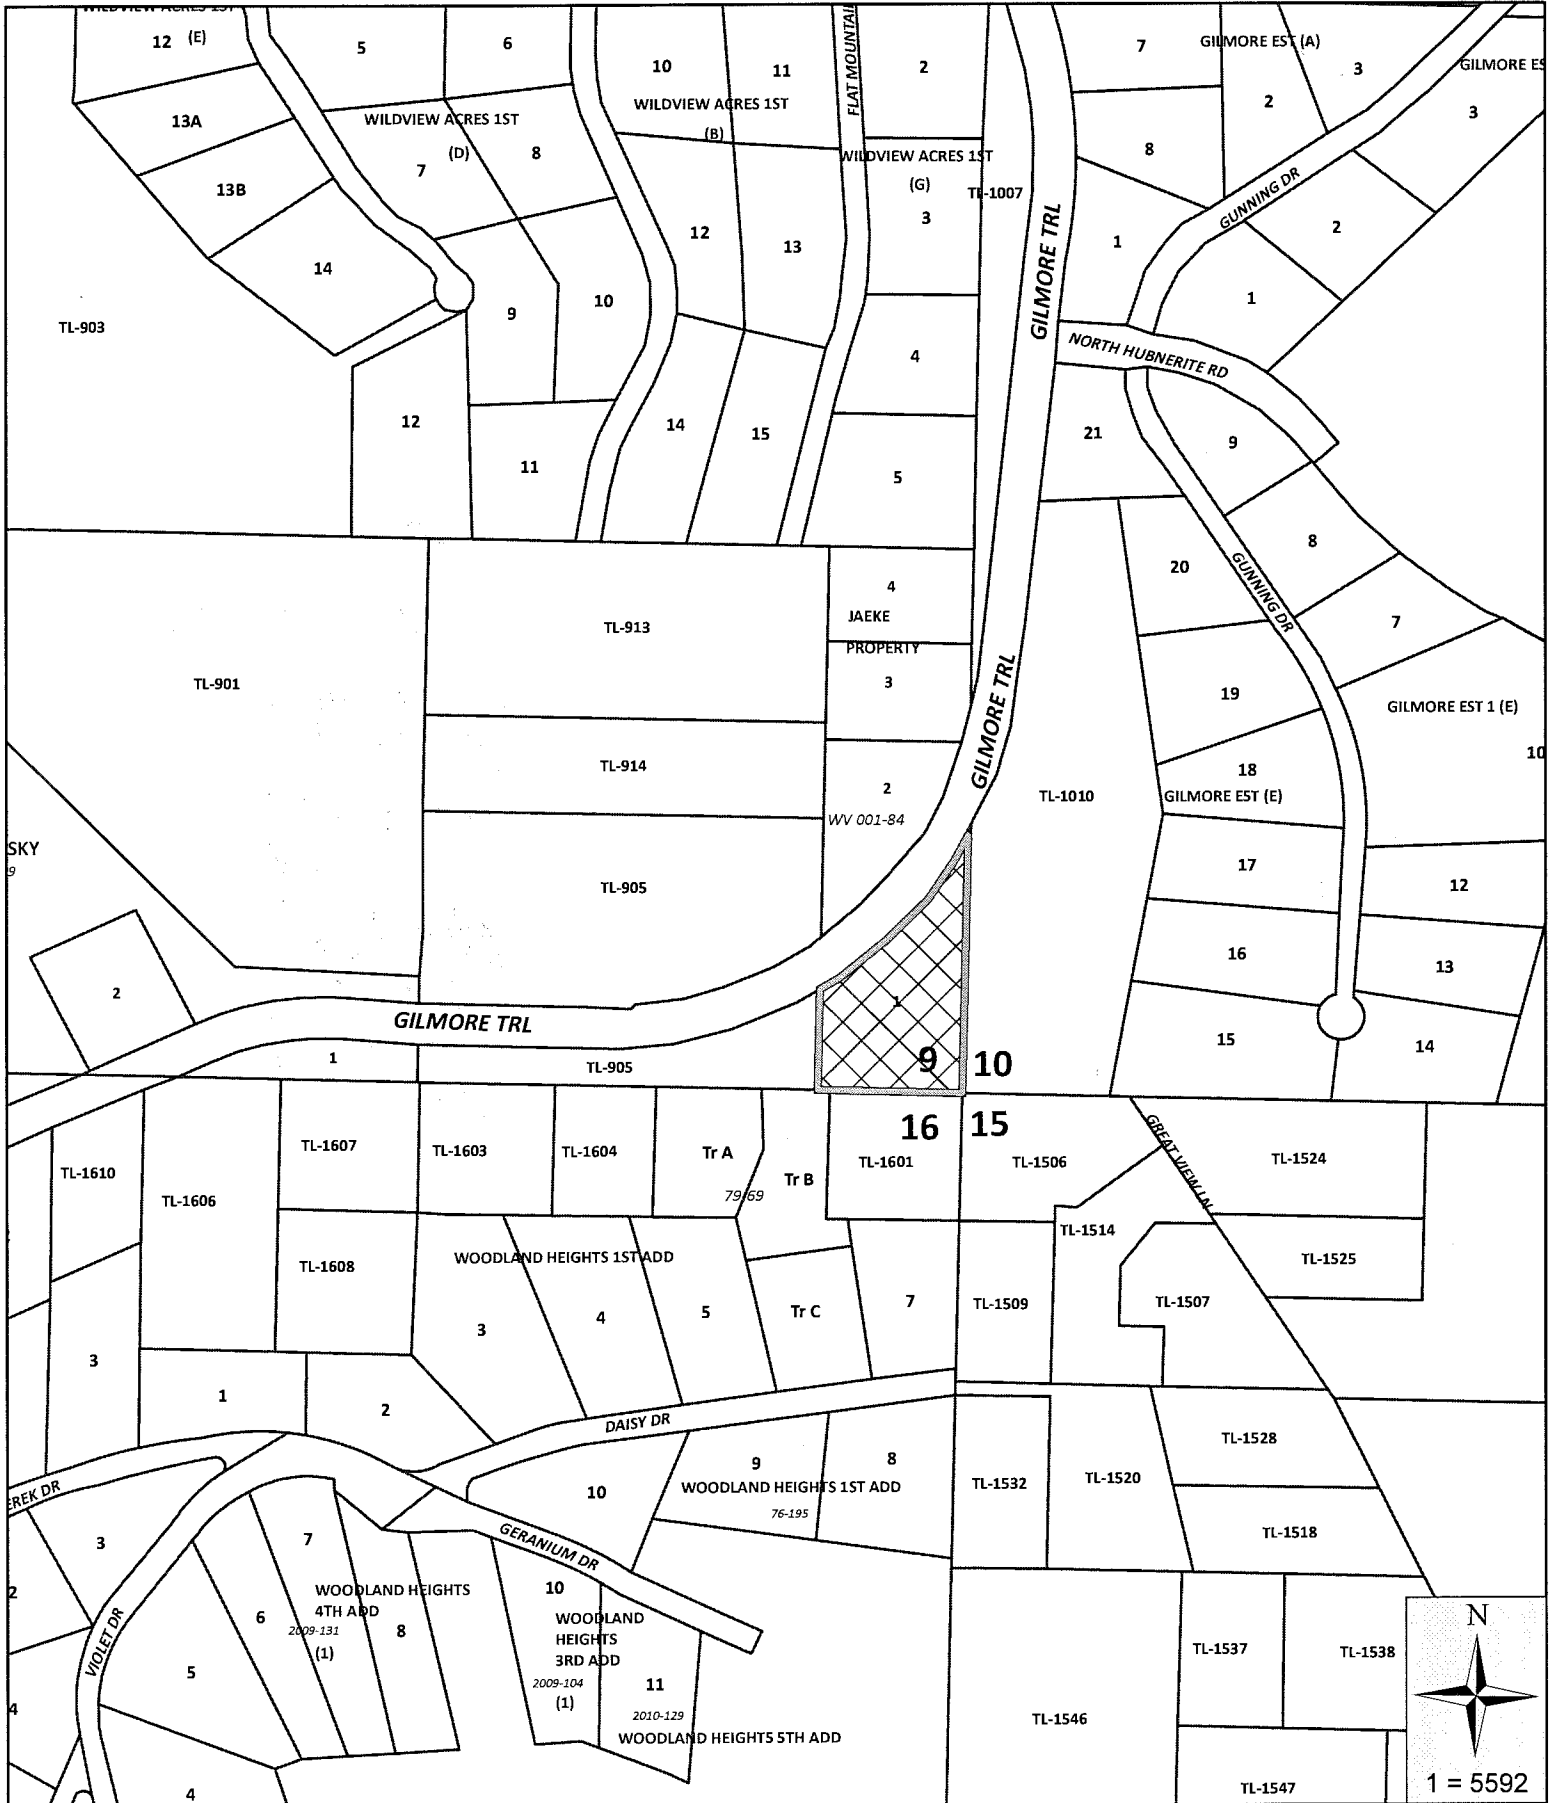 WILDVIEW ACRES 1ST
12 (E)
5
6
10
11
FLAT MOUNTAI
2
7
GILMORE EST (A)
3
GILMORE ES
2
3
13A
WILDVIEW ACRES 1ST
(D)
7
8
WILDVIEW ACRES 1ST
(B)
WILDVIEW ACRES 1ST
(G)
3
TL-1007
8
GUNNING DR
13B
12
13
GILMORE TRL
1
2
14
1
TL-903
9
10
4
NORTH HUBNERITE RD
12
11
14
15
5
21
9
4
JAEKE
PROPERTY
3
20
8
GUNNING DR
7
TL-913
TL-901
GILMORE TRL
19
GILMORE EST 1 (E)
10
TL-914
2
WV 001-84
TL-1010
18
GILMORE EST (E)
SKY
9
TL-905
17
12
2
1
16
13
GILMORE TRL
15
14
1
TL-905
9
10
16
15
TL-1610
TL-1606
TL-1607
TL-1603
TL-1604
Tr A
79-69
Tr B
TL-1601
TL-1506
GREAT VIEW LN
TL-1524
TL-1514
TL-1525
TL-1608
WOODLAND HEIGHTS 1ST ADD
3
4
5
Tr C
7
TL-1509
TL-1507
3
1
2
DAISY DR
TL-1528
EREK DR
9
8
WOODLAND HEIGHTS 1ST ADD
76-195
10
TL-1532
TL-1520
TL-1518
3
7
GERANIUM DR
2
VIOLET DR
WOODLAND HEIGHTS
4TH ADD
6
2009-131
(1)
8
10
WOODLAND
HEIGHTS
3RD ADD
2009-104
(1)
5
11
2010-129
WOODLAND HEIGHTS 5TH ADD
4
4
TL-1546
TL-1537
TL-1538
TL-1547
N
1 = 5592